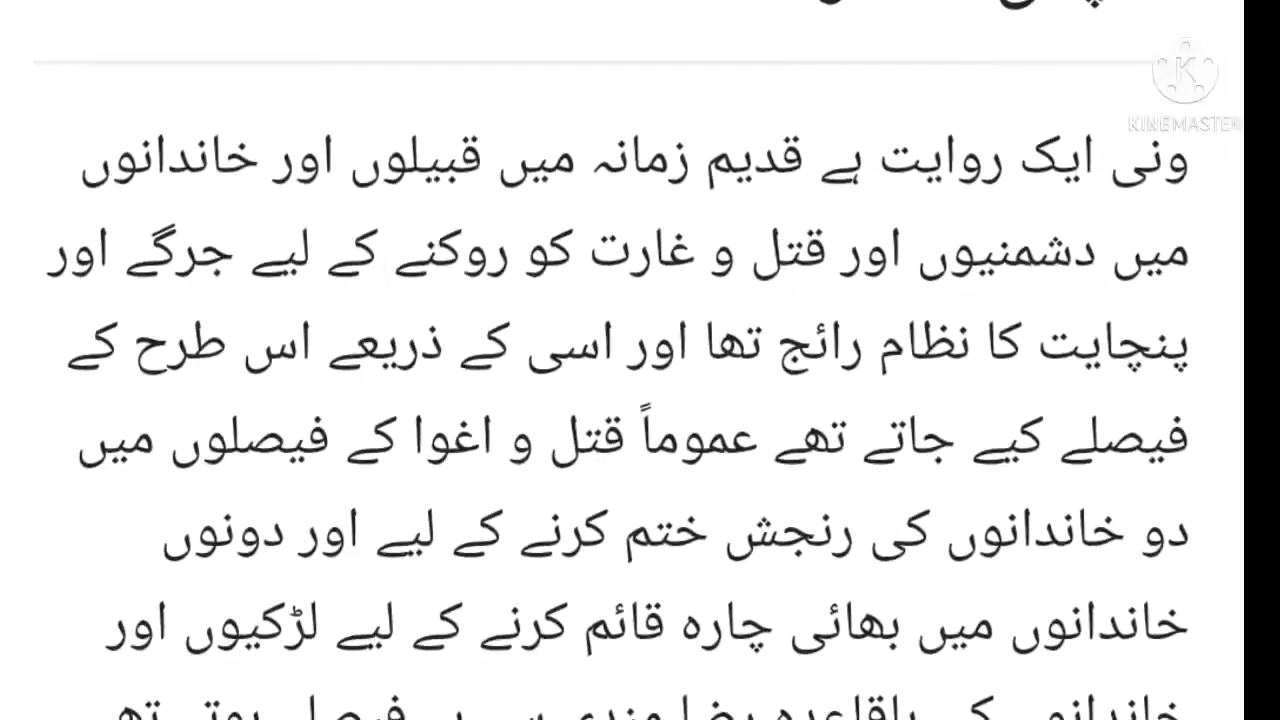 KINEMASTER
ونی ایک روایت ہے قدیم زمانہ میں قبیلوں اور خاندانوں
میں دشمنیوں اور قتل و غارت کو روکنے کے لیے جرگے اور
پنچایت کا نظام رائج تھا اور اسی کے ذریعے اس طرح کے
فیصلے کیے جاتے تھے عموماً قتل و اغوا کے فیصلوں میں
دو خاندانوں کی رنجش ختم کرنے کے لیے اور دونوں
خاندانوں میں بھائی چارہ قائم کرنے کے لیے لڑکیوں اور